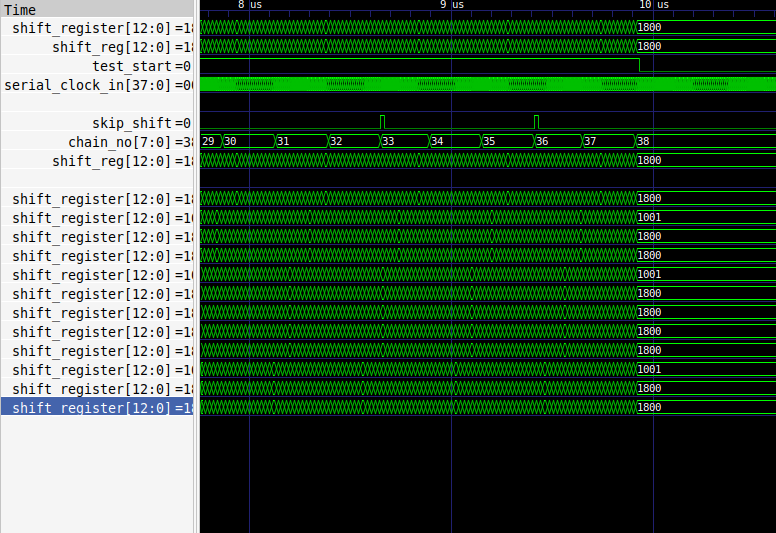 Time 8 us 9 us 10 us
shift_register[12:0] =18 1800
shift_reg[12:0] =18 1800
test_start =0
serial_clock_in[37:0] =00
skip_shift =0
chain_no[7:0] =38 29 30 31 32 33 34 35 36 37 38
shift_reg[12:0] =18 1800
shift_register[12:0] =18 1800
shift_register[12:0] =10 1001
shift_register[12:0] =18 1800
shift_register[12:0] =18 1800
shift_register[12:0] =10 1001
shift_register[12:0] =18 1800
shift_register[12:0] =18 1800
shift_register[12:0] =18 1800
shift_register[12:0] =18 1800
shift_register[12:0] =10 1001
shift_register[12:0] =18 1800
shift_register[12:0] =18 1800